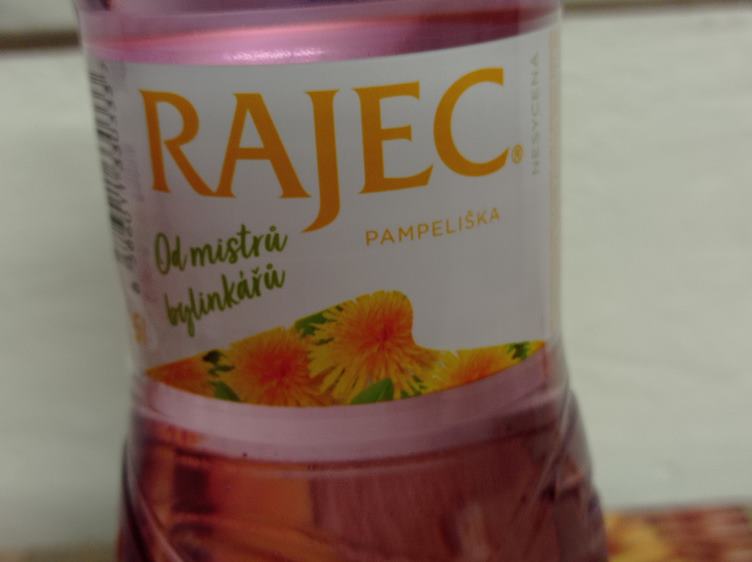 RAJEC®
PAMPELIŠKA
Od mistrů
bylinkářů
NESYCENÁ